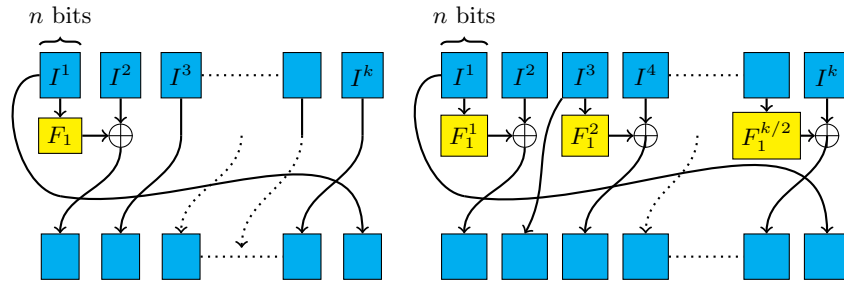 n bits n bits
I^1 I^2 I^3 I^k I^1 I^2 I^3 I^4 I^k
F_1 F_1^1 F_1^2 F_1^{k/2}